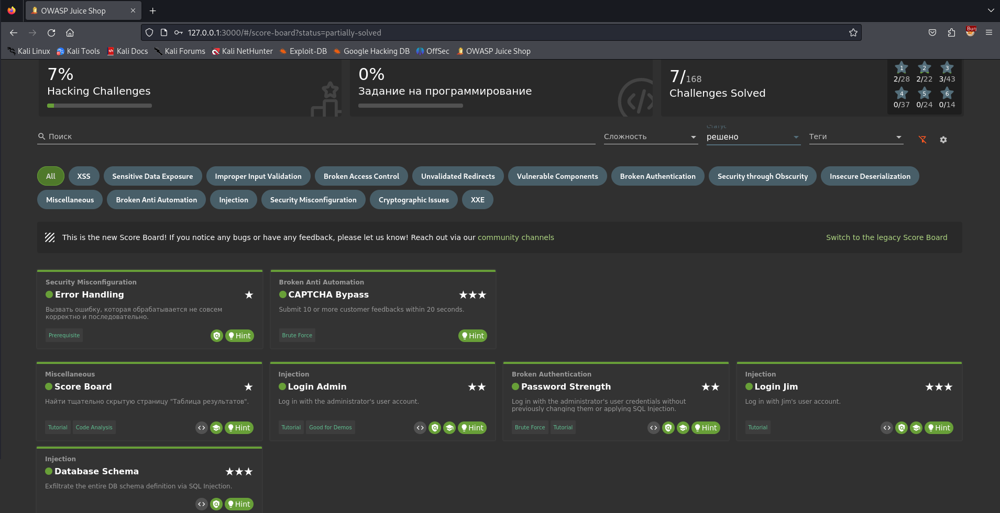 OWASP Juice Shop
127.0.0.1:3000/#/score-board?status=partially-solved
Kali Linux Kali Tools Kali Docs Kali Forums Kali NetHunter Exploit-DB Google Hacking DB OffSec OWASP Juice Shop
7%
Hacking Challenges
0%
Задание на программирование
7/168
Challenges Solved
1 2 3
2/28 2/22 3/43
4 5 6
0/37 0/24 0/14
Поиск
Сложность
Статус
решено
Теги
All XSS Sensitive Data Exposure Improper Input Validation Broken Access Control Unvalidated Redirects Vulnerable Components Broken Authentication Security through Obscurity Insecure Deserialization
Miscellaneous Broken Anti Automation Injection Security Misconfiguration Cryptographic Issues XXE
This is the new Score Board! If you notice any bugs or have any feedback, please let us know! Reach out via our community channels
Switch to the legacy Score Board
Security Misconfiguration
Error Handling
Вызвать ошибку, которая обрабатывается не совсем
корректно и последовательно.
Prerequisite
Hint
Broken Anti Automation
CAPTCHA Bypass
Submit 10 or more customer feedbacks within 20 seconds.
Brute Force
Hint
Miscellaneous
Score Board
Найти тщательно скрытую страницу "Таблица результатов".
Tutorial Code Analysis
Hint
Injection
Login Admin
Log in with the administrator's user account.
Tutorial Good for Demos
Hint
Broken Authentication
Password Strength
Log in with the administrator's user credentials without
previously changing them or applying SQL Injection.
Brute Force Tutorial
Hint
Injection
Login Jim
Log in with Jim's user account.
Tutorial
Hint
Injection
Database Schema
Exfiltrate the entire DB schema definition via SQL Injection.
Hint